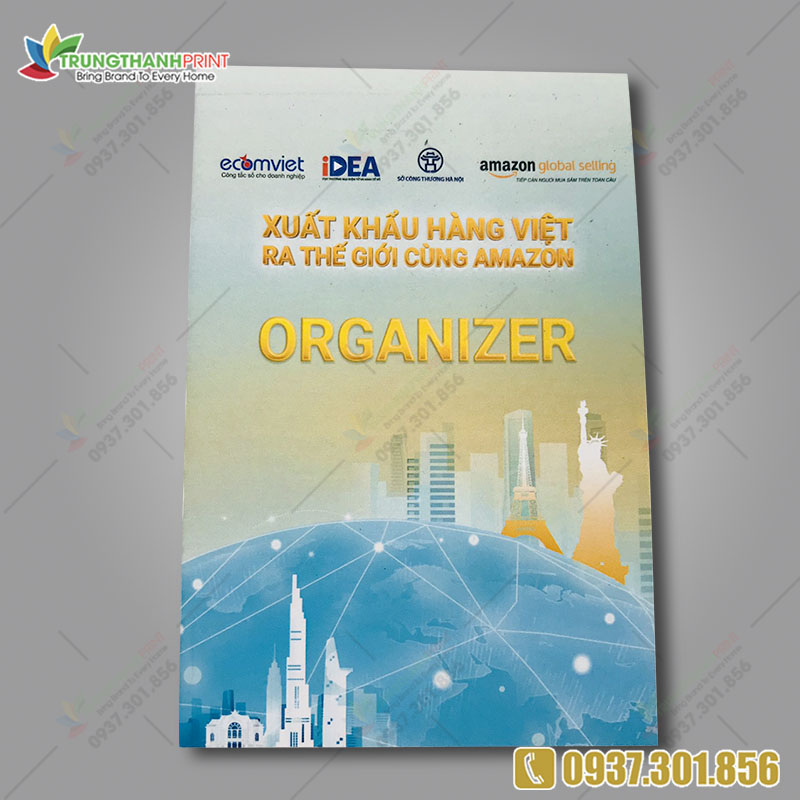 TRUNGTHANHPRINT
Bring Brand To Every Home
ecomviet
Công tác số cho doanh nghiệp
iDEA
SỞ CÔNG THƯƠNG HÀ NỘI
amazon global selling
TIẾP CẬN NGƯỜI MUA SẮM TRÊN TOÀN CẦU
XUẤT KHẨU HÀNG VIỆT
RA THẾ GIỚI CÙNG AMAZON
ORGANIZER
0937.301.856